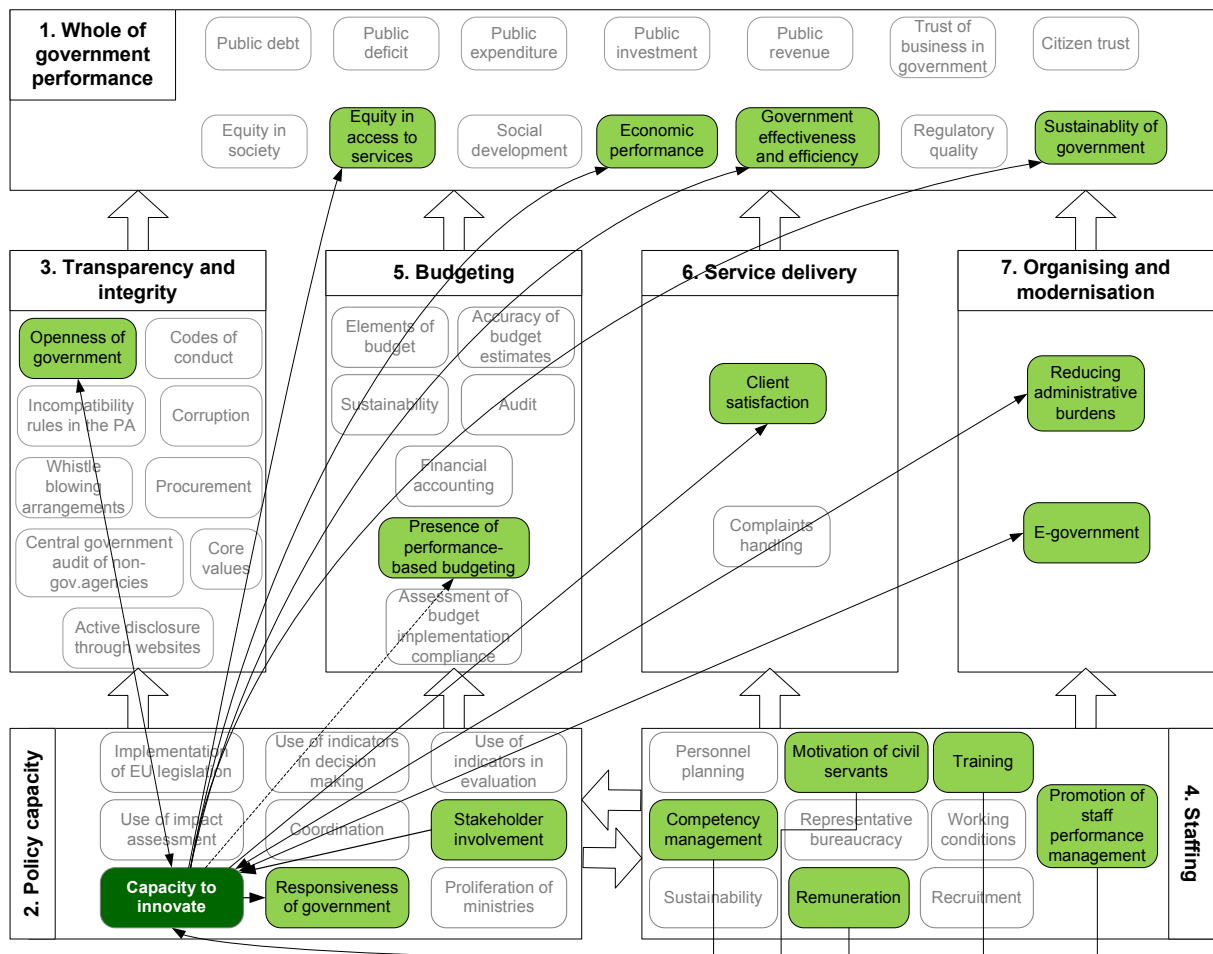 1. Whole of
government
performance
Public debt
Public
deficit
Public
expenditure
Public
investment
Public
revenue
Trust of
business in
government
Citizen trust
Equity in
society
Equity in
access to
services
Social
development
Economic
performance
Government
effectiveness
and efficiency
Regulatory
quality
Sustainablity of
government
3. Transparency and
integrity
Openness of
government
Codes of
conduct
Incompatibility
rules in the PA
Corruption
Whistle
blowing
arrangements
Procurement
Central government
audit of non-
gov.agencies
Core
values
Active disclosure
through websites
5. Budgeting
Elements of
budget
Accuracy of
budget
estimates
Sustainability
Audit
Financial
accounting
Presence of
performance-
based budgeting
Assessment of
budget
implementation
compliance
6. Service delivery
Client
satisfaction
Complaints
handling
7. Organising and
modernisation
Reducing
administrative
burdens
E-government
2. Policy capacity
Implementation
of EU legislation
Use of indicators
in decision
making
Use of
indicators in
evaluation
Use of impact
assessment
Coordination
Stakeholder
involvement
Capacity to
innovate
Responsiveness
of government
Proliferation of
ministries
Personnel
planning
Motivation of civil
servants
Training
Competency
management
Representative
bureaucracy
Working
conditions
Promotion of
staff
performance
management
Sustainability
Remuneration
Recruitment
4. Staffing